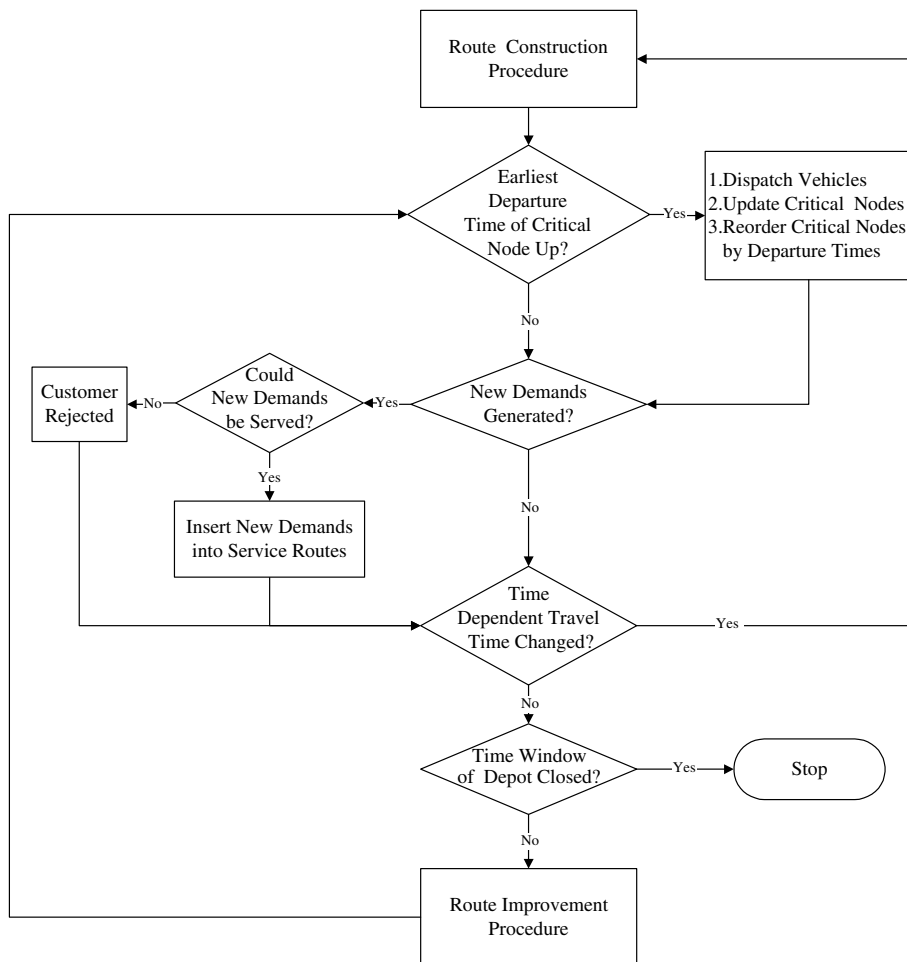 Route Construction
Procedure
Earliest
Departure
Time of Critical
Node Up?
Yes
1.Dispatch Vehicles
2.Update Critical Nodes
3.Reorder Critical Nodes
by Departure Times
No
Could
New Demands
be Served?
Customer
Rejected
No
Yes
New Demands
Generated?
Yes
No
Insert New Demands
into Service Routes
Time
Dependent Travel
Time Changed?
Yes
No
Time Window
of Depot Closed?
Yes
Stop
No
Route Improvement
Procedure